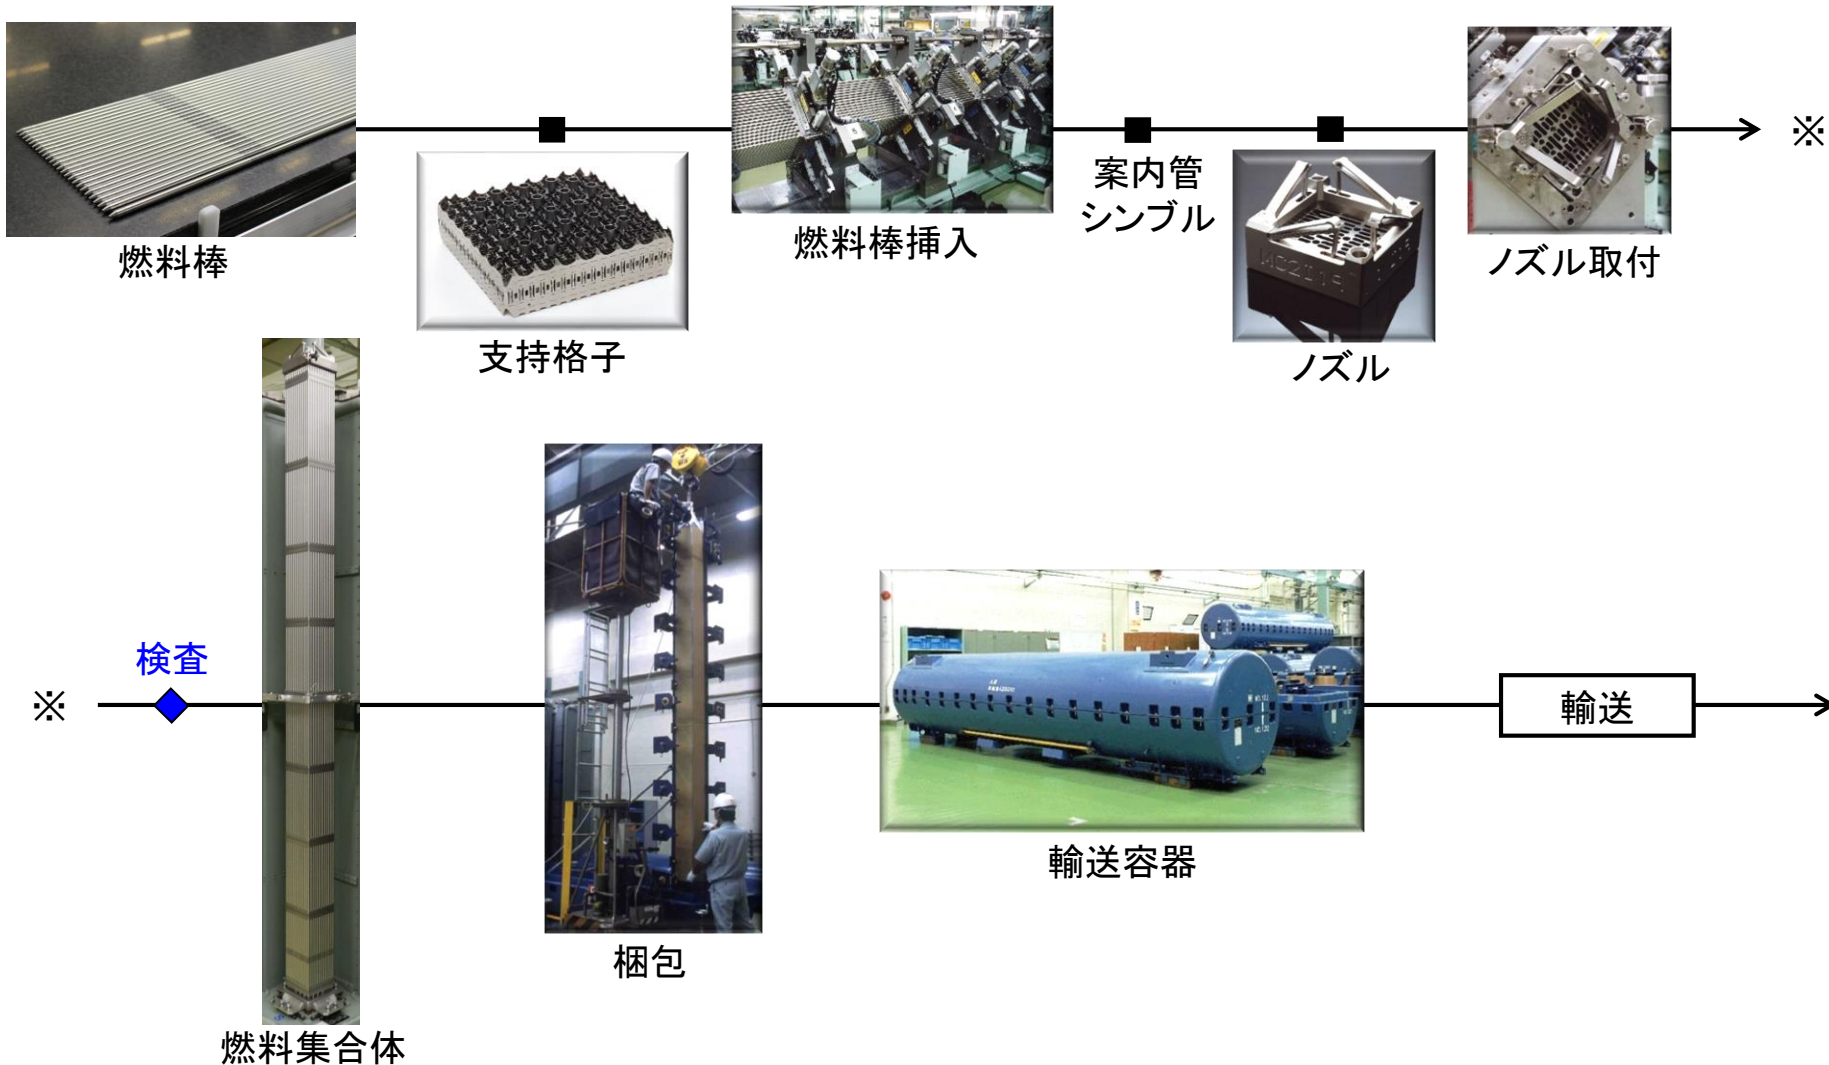 燃料棒
支持格子
燃料棒挿入
案内管
シンブル
ノズル
ノズル取付
※
※
検査
燃料集合体
梱包
輸送容器
輸送